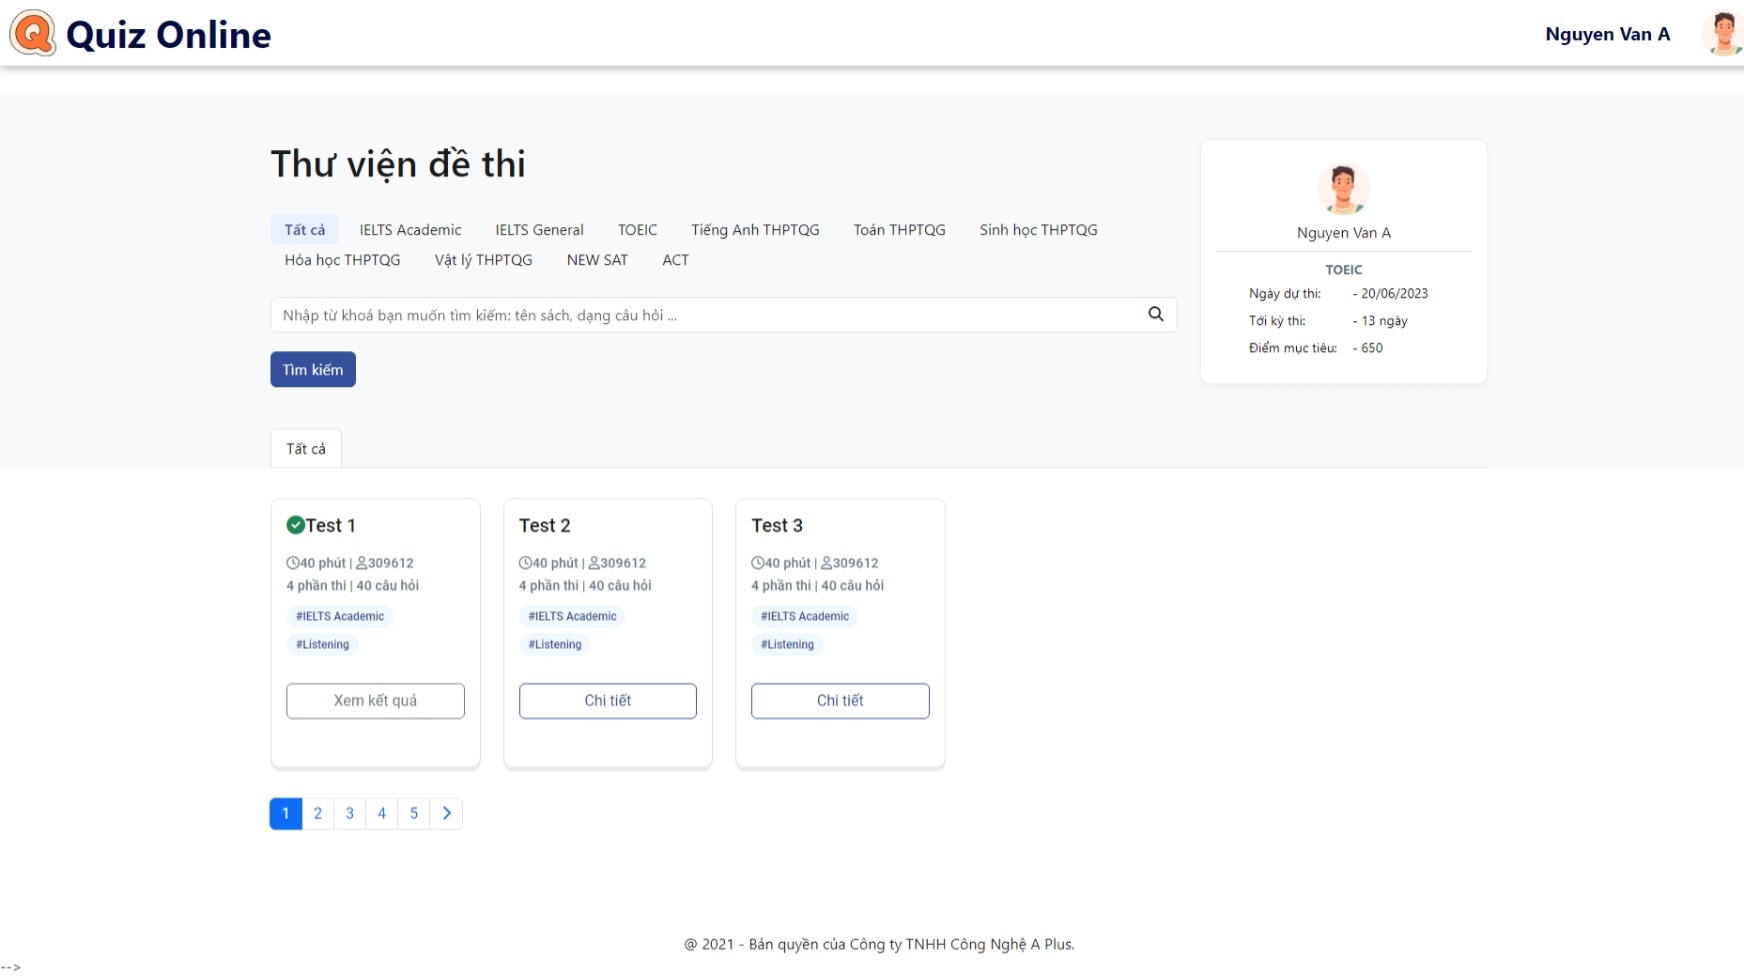 Quiz Online
Nguyen Van A
Thư viện đề thi
Tất cả IELTS Academic IELTS General TOEIC Tiếng Anh THPTQG Toán THPTQG Sinh học THPTQG
Hóa học THPTQG Vật lý THPTQG NEW SAT ACT
Nhập từ khoá bạn muốn tìm kiếm: tên sách, dạng câu hỏi ...
Tìm kiếm
Nguyen Van A
TOEIC
Ngày dự thi: - 20/06/2023
Tới kỳ thi: - 13 ngày
Điểm mục tiêu: - 650
Tất cả
Test 1
40 phút | 309612
4 phần thi | 40 câu hỏi
#IELTS Academic
#Listening
Xem kết quả
Test 2
40 phút | 309612
4 phần thi | 40 câu hỏi
#IELTS Academic
#Listening
Chi tiết
Test 3
40 phút | 309612
4 phần thi | 40 câu hỏi
#IELTS Academic
#Listening
Chi tiết
1 2 3 4 5
@ 2021 - Bản quyền của Công ty TNHH Công Nghệ A Plus.
-->